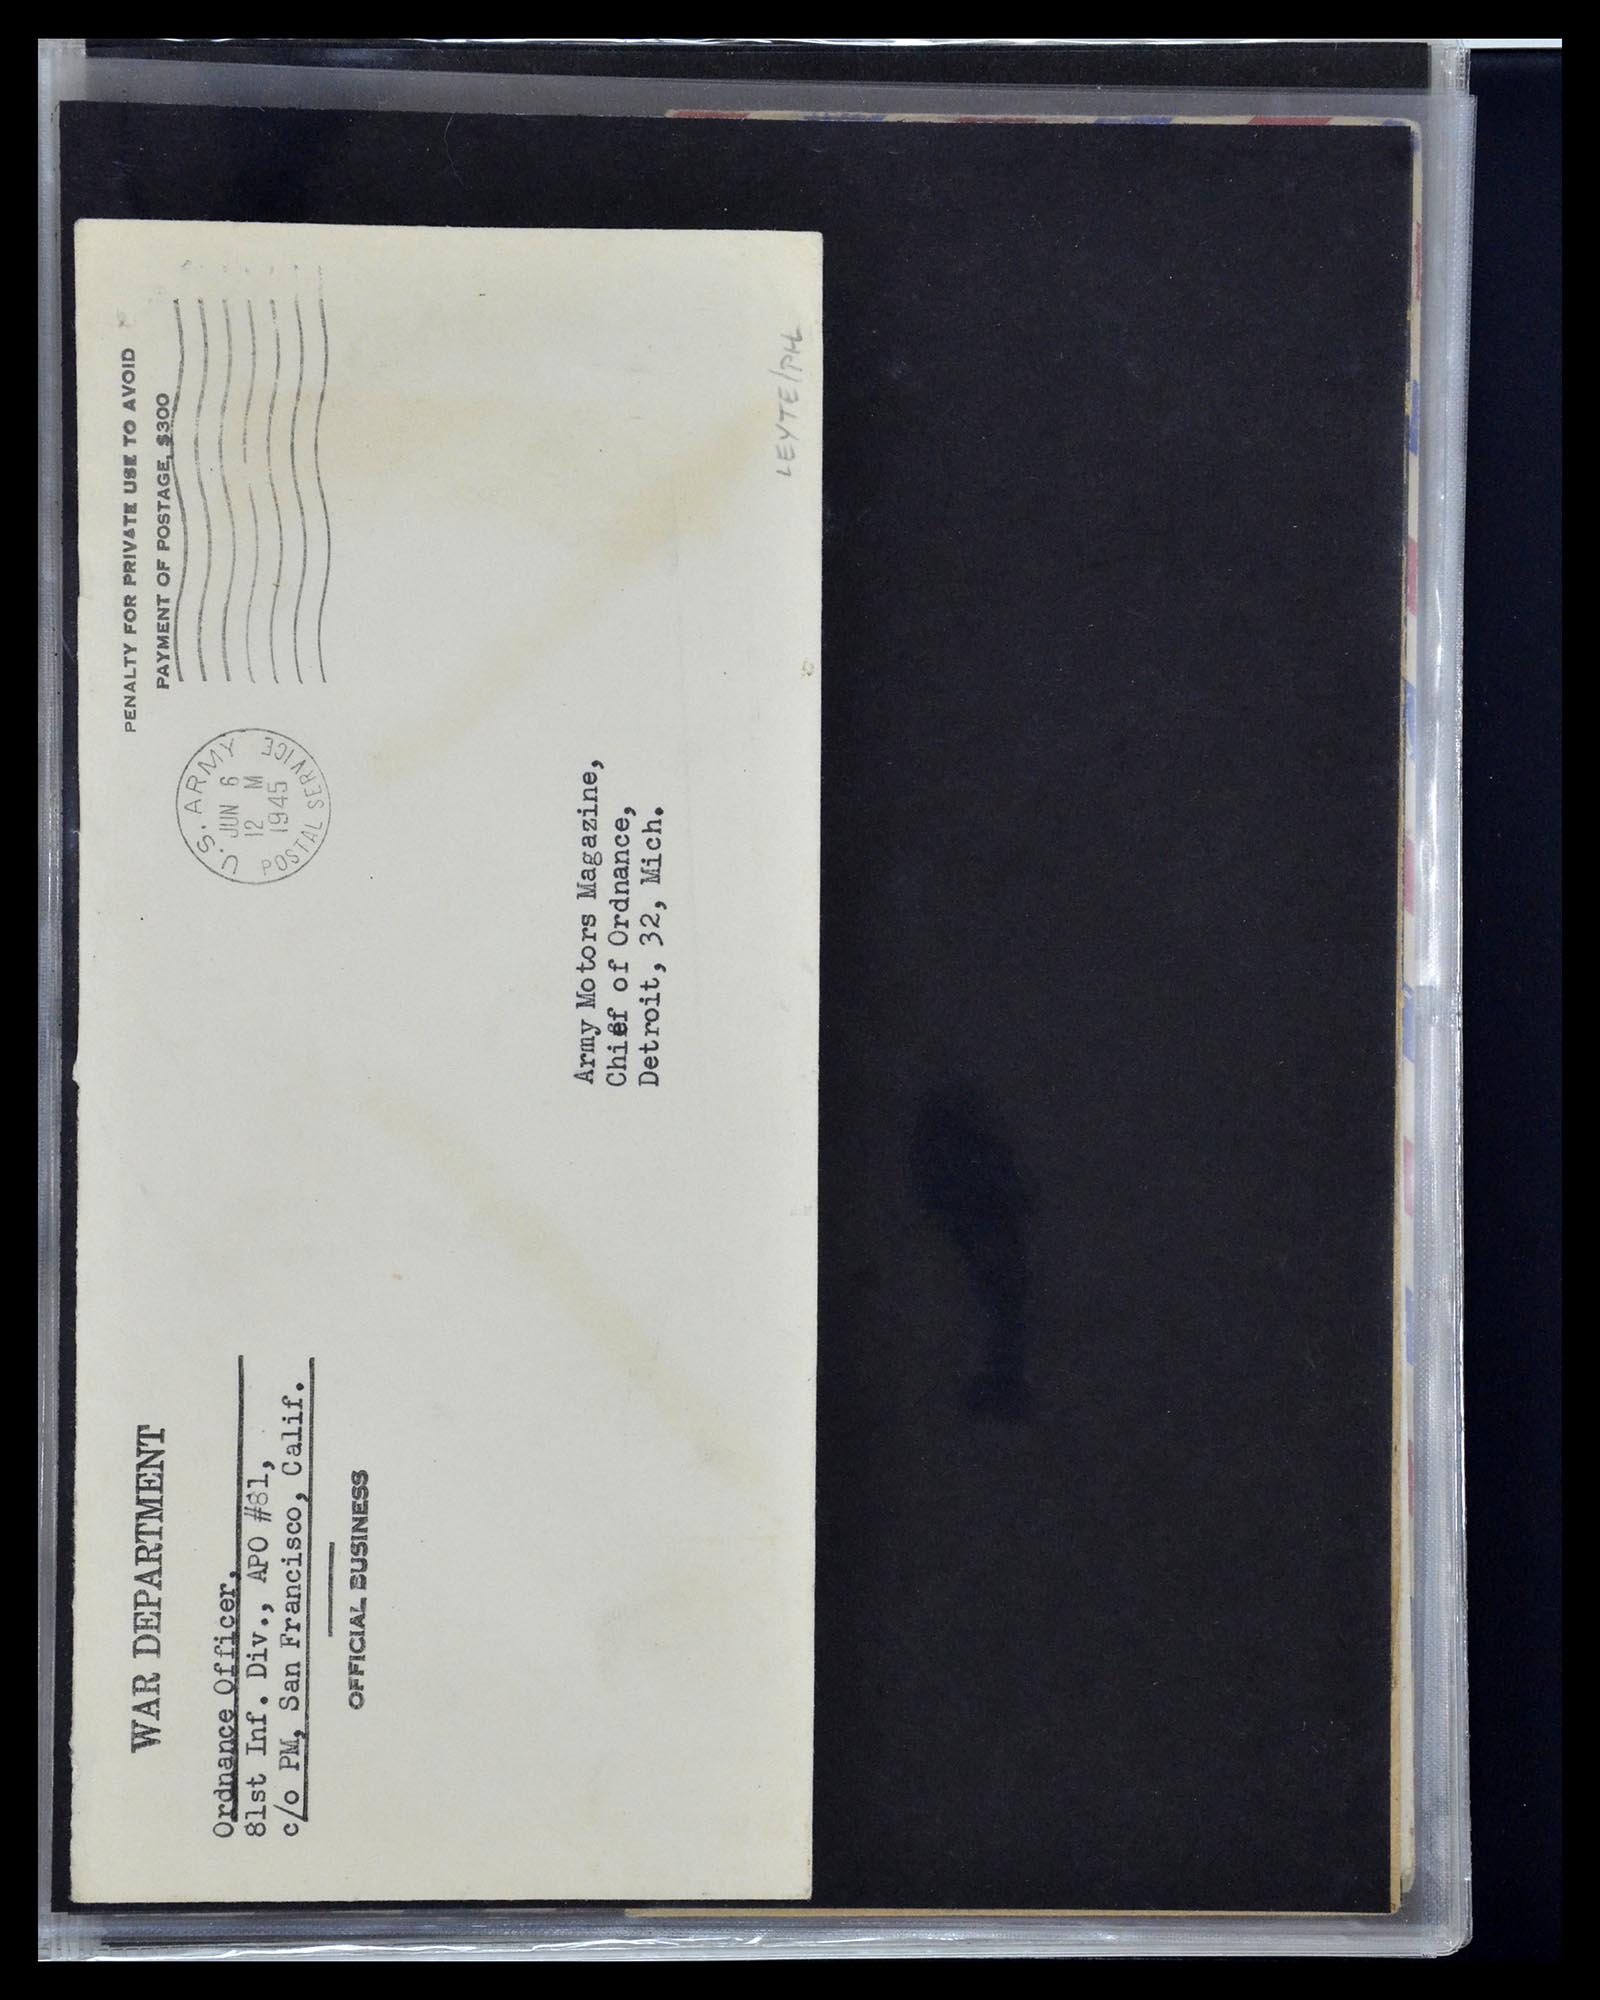 WAR DEPARTMENT
Ordnance Officer,
81st Inf. Div., APO #81,
c/o PM, San Francisco, Calif.
OFFICIAL BUSINESS
PENALTY FOR PRIVATE USE TO AVOID
PAYMENT OF POSTAGE, $300
U.S. ARMY
JUN 6
12 M
1945
POSTAL SERVICE
Army Motors Magazine,
Chief of Ordnance,
Detroit, 32, Mich.
LEYTE/PH